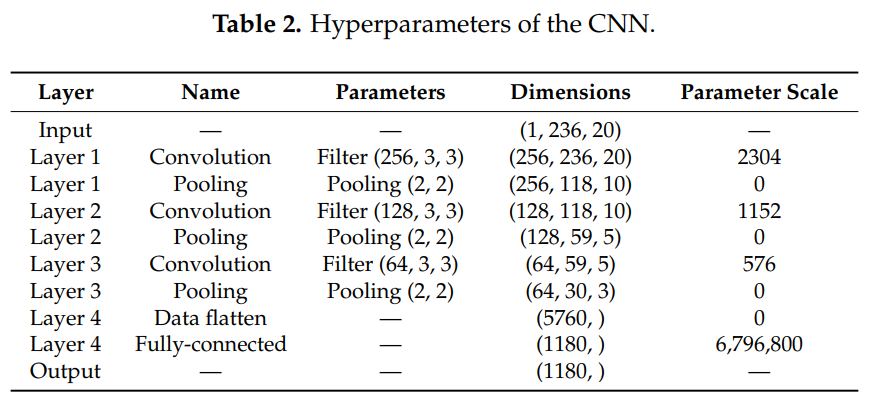 Table 2. Hyperparameters of the CNN.
Layer Name Parameters Dimensions Parameter Scale
Input — — (1, 236, 20) —
Layer 1 Convolution Filter (256, 3, 3) (256, 236, 20) 2304
Layer 1 Pooling Pooling (2, 2) (256, 118, 10) 0
Layer 2 Convolution Filter (128, 3, 3) (128, 118, 10) 1152
Layer 2 Pooling Pooling (2, 2) (128, 59, 5) 0
Layer 3 Convolution Filter (64, 3, 3) (64, 59, 5) 576
Layer 3 Pooling Pooling (2, 2) (64, 30, 3) 0
Layer 4 Data flatten — (5760, ) 0
Layer 4 Fully-connected — (1180, ) 6,796,800
Output — — (1180, ) —